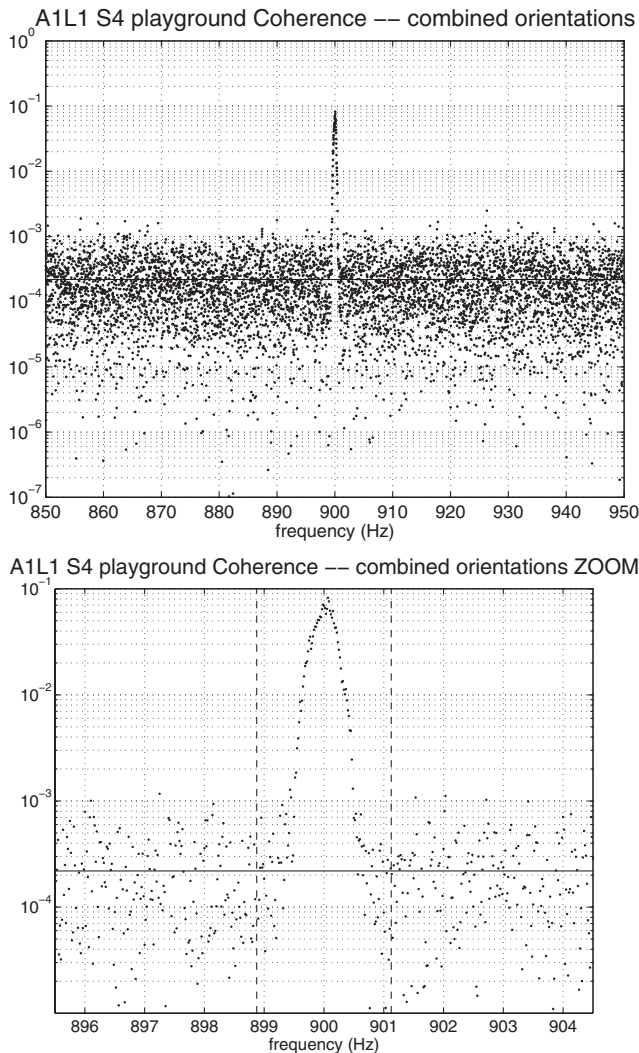 A1L1 S4 playground Coherence −− combined orientations
10^0
10^-1
10^-2
10^-3
10^-4
10^-5
10^-6
10^-7
850 860 870 880 890 900 910 920 930 940 950
frequency (Hz)
A1L1 S4 playground Coherence −− combined orientations ZOOM
10^-1
10^-2
10^-3
10^-4
896 897 898 899 900 901 902 903 904
frequency (Hz)